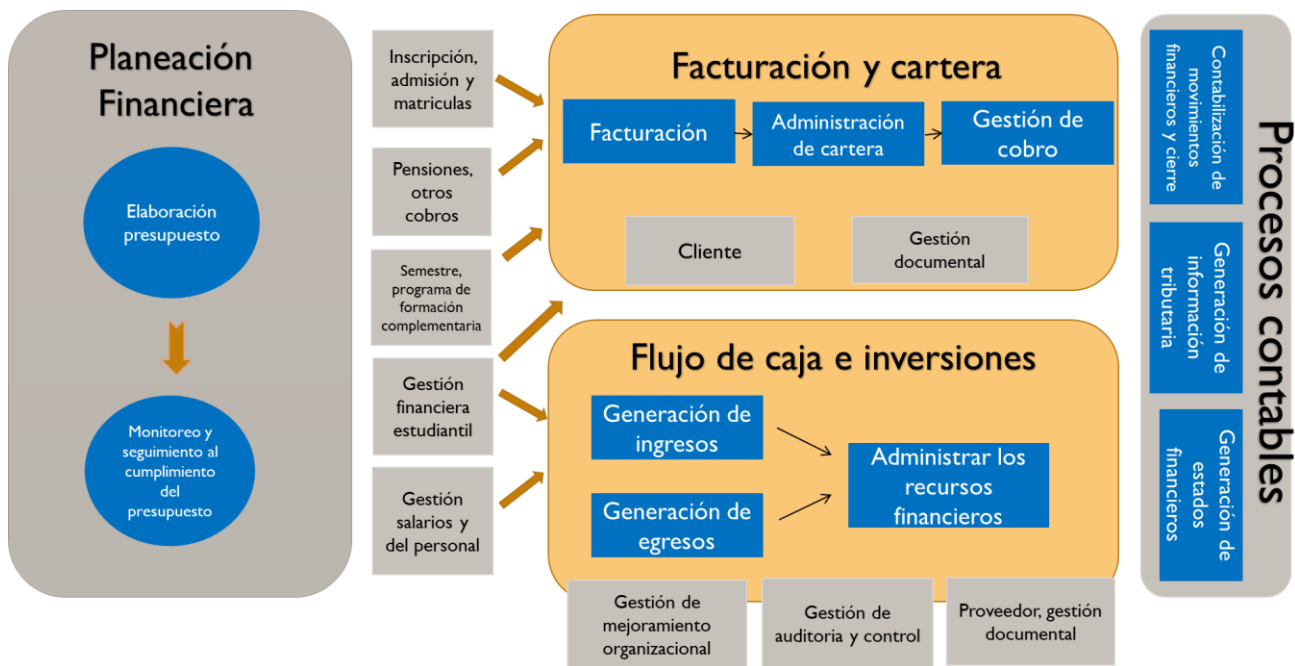 Planeación
Financiera
Elaboración
presupuesto
Monitoreo y
seguimiento al
cumplimiento
del
presupuesto
Inscripción,
admisión y
matriculas
Pensiones,
otros
cobros
Semestre,
programa de
formación
complementaria
Gestión
financiera
estudiantil
Gestión
salarios y
del personal
Facturación y cartera
Facturación
Administración
de cartera
Gestión de
cobro
Cliente
Gestión
documental
Flujo de caja e inversiones
Generación de
ingresos
Generación de
egresos
Administrar los
recursos
financieros
Gestión de
mejoramiento
organizacional
Gestión de
auditoria y control
Proveedor, gestión
documental
Procesos contables
Contabilización de
movimientos
financieros y cierre
Generación de
información
tributaria
Generación de
estados
financieros